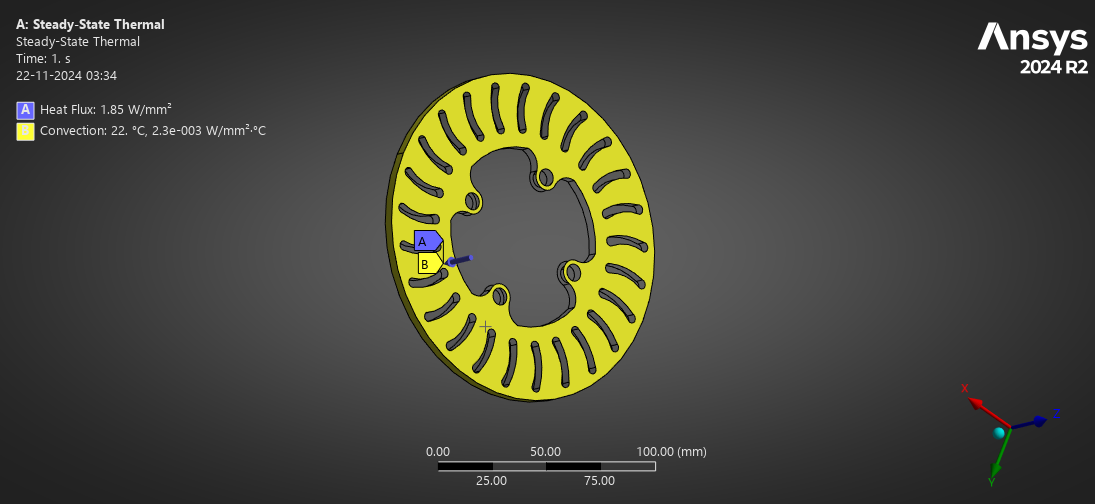 A: Steady-State Thermal
Steady-State Thermal
Time: 1. s
22-11-2024 03:34
A Heat Flux: 1.85 W/mm²
B Convection: 22. °C, 2.3e-003 W/mm²·°C
Ansys
2024 R2
A
B
0.00 50.00 100.00 (mm)
25.00 75.00
X
Z
Y